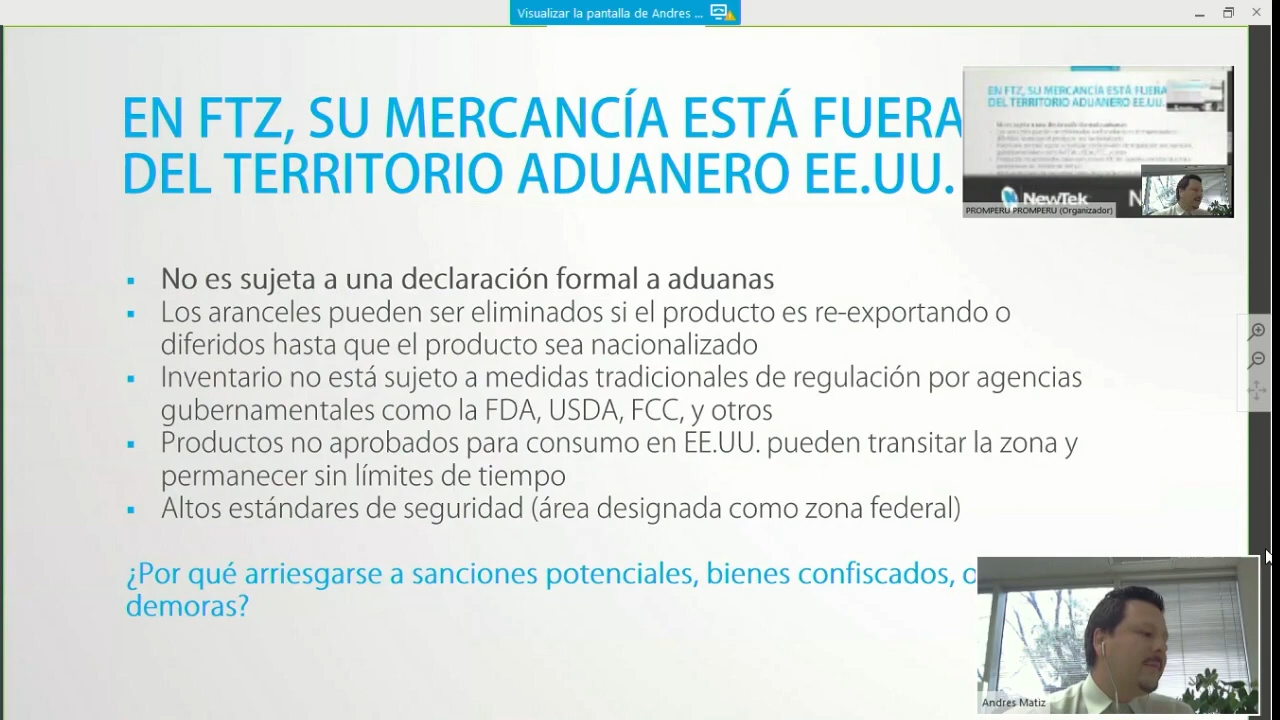 Visualizar la pantalla de Andres ...
EN FTZ, SU MERCANCÍA ESTÁ FUERA
DEL TERRITORIO ADUANERO EE.UU.
EN FTZ, SU MERCANCÍA ESTÁ FUERA
DEL TERRITORIO ADUANERO EE.UU.
NewTek
N
PROMPERU PROMPERU (Organizador)
No es sujeta a una declaración formal a aduanas
Los aranceles pueden ser eliminados si el producto es re-exportando o
diferidos hasta que el producto sea nacionalizado
Inventario no está sujeto a medidas tradicionales de regulación por agencias
gubernamentales como la FDA, USDA, FCC, y otros
Productos no aprobados para consumo en EE.UU. pueden transitar la zona y
permanecer sin límites de tiempo
Altos estándares de seguridad (área designada como zona federal)
¿Por qué arriesgarse a sanciones potenciales, bienes confiscados, o
demoras?
Andres Matiz